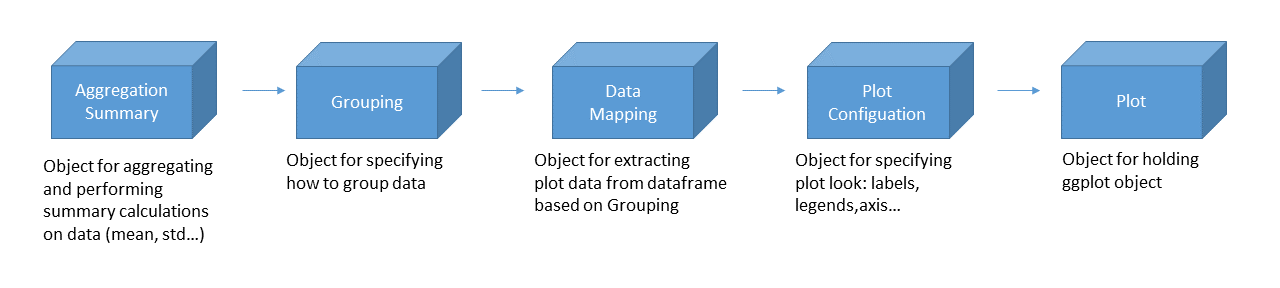 Aggregation
Summary
Object for aggregating
and performing
summary calculations
on data (mean, std…)
Grouping
Object for specifying
how to group data
Data
Mapping
Object for extracting
plot data from dataframe
based on Grouping
Plot
Configuation
Object for specifying
plot look: labels,
legends,axis…
Plot
Object for holding
ggplot object